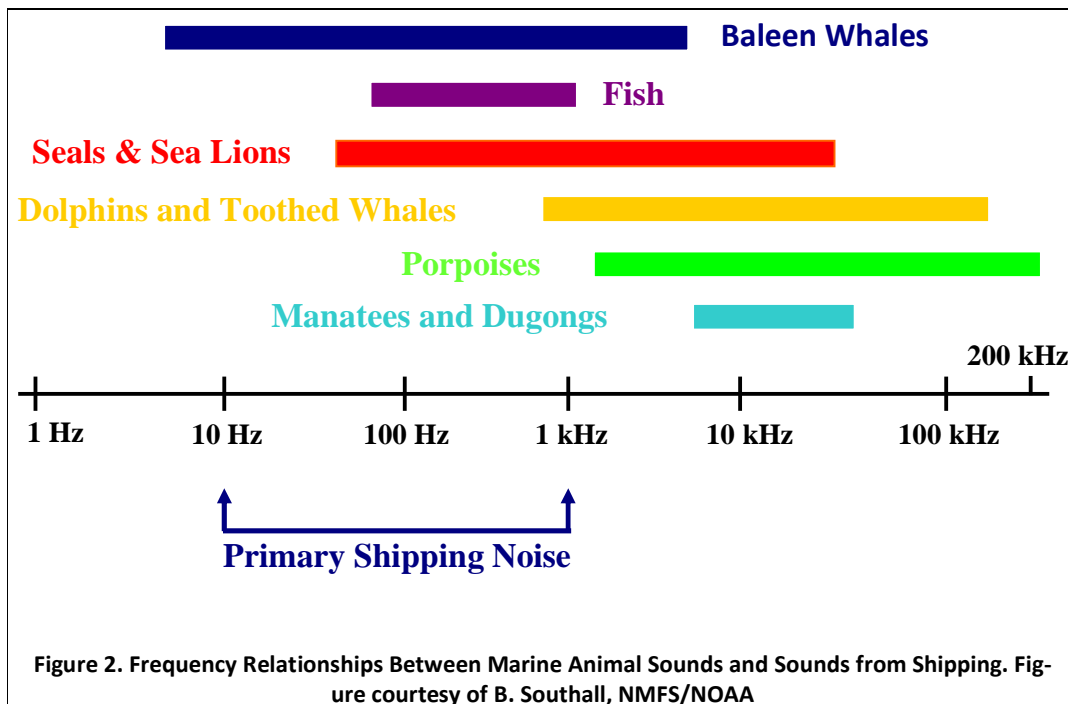 Baleen Whales
Fish
Seals & Sea Lions
Dolphins and Toothed Whales
Porpoises
Manatees and Dugongs
200 kHz
1 Hz 10 Hz 100 Hz 1 kHz 10 kHz 100 kHz
Primary Shipping Noise
Figure 2. Frequency Relationships Between Marine Animal Sounds and Sounds from Shipping. Fig-
ure courtesy of B. Southall, NMFS/NOAA